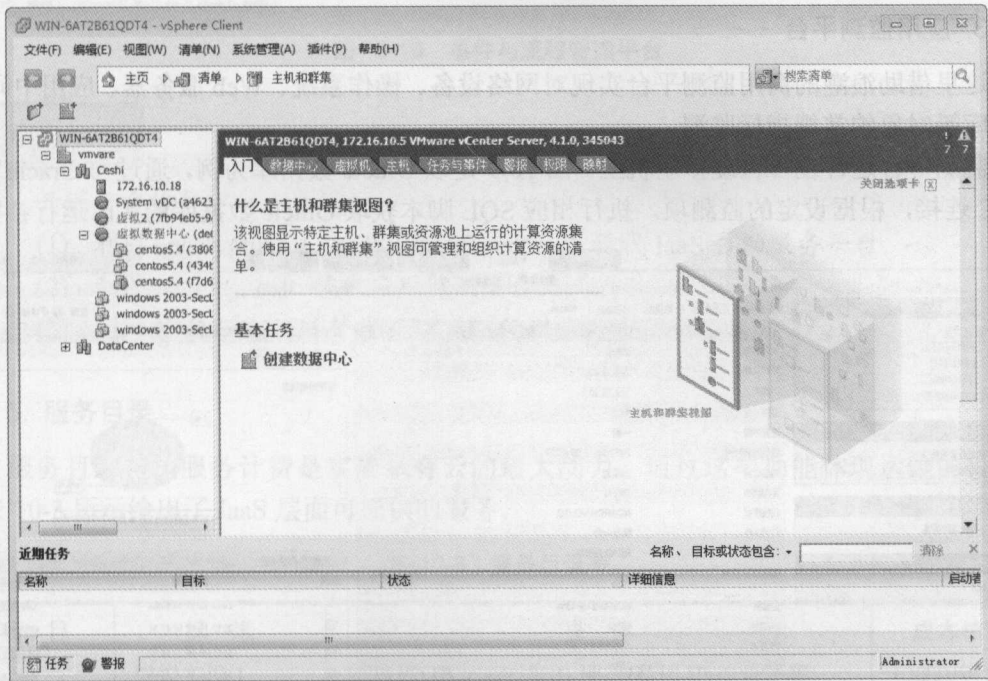 WIN-6AT2B61QDT4 - vSphere Client
文件(F) 编辑(E) 视图(W) 清单(N) 系统管理(A) 插件(P) 帮助(H)
主页 清单 主机和群集
搜索清单
WIN-6AT2B61QDT4
vmware
Ceshi
172.16.10.18
System vDC (a4623
虚拟2 (7fb94eb5-9
虚拟数据中心 (del
centos5.4 (380
centos5.4 (434t
centos5.4 (f7d6
windows 2003-Sec
windows 2003-Sec
windows 2003-Sec
DataCenter
WIN-6AT2B61QDT4, 172.16.10.5 VMware vCenter Server, 4.1.0, 345043
入门 数据中心 虚拟机 主机 任务与事件 警报 权限 映射
关闭选项卡
什么是主机和群集视图?
该视图显示特定主机、群集或资源池上运行的计算资源集
合。使用“主机和群集”视图可管理和组织计算资源的清
单。
基本任务
创建数据中心
主机和群集视图
近期任务
名称、目标或状态包含:
清除
名称 目标 状态 详细信息 启动者
任务 警报
Administrator